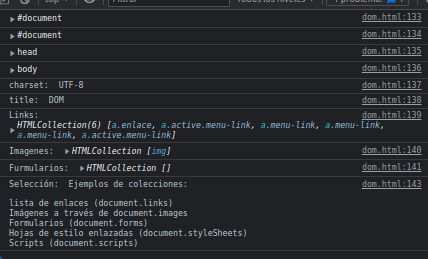 ▸ #document dom.html:133
▸ #document dom.html:134
▸ head dom.html:135
▸ body dom.html:136
charset: UTF-8 dom.html:137
title: DOM dom.html:138
Links: dom.html:139
▸ HTMLCollection(6) [a.enlace, a.active.menu-link, a.menu-link, a.menu-link,
a.menu-link, a.active.menu-link]
Imagenes: ▸ HTMLCollection [img] dom.html:140
Furmularios: ▸ HTMLCollection [] dom.html:141
Selección: Ejemplos de colecciones: dom.html:143
lista de enlaces (document.links)
Imágenes a través de document.images
Formularios (document.forms)
Hojas de estilo enlazadas (document.styleSheets)
Scripts (document.scripts)